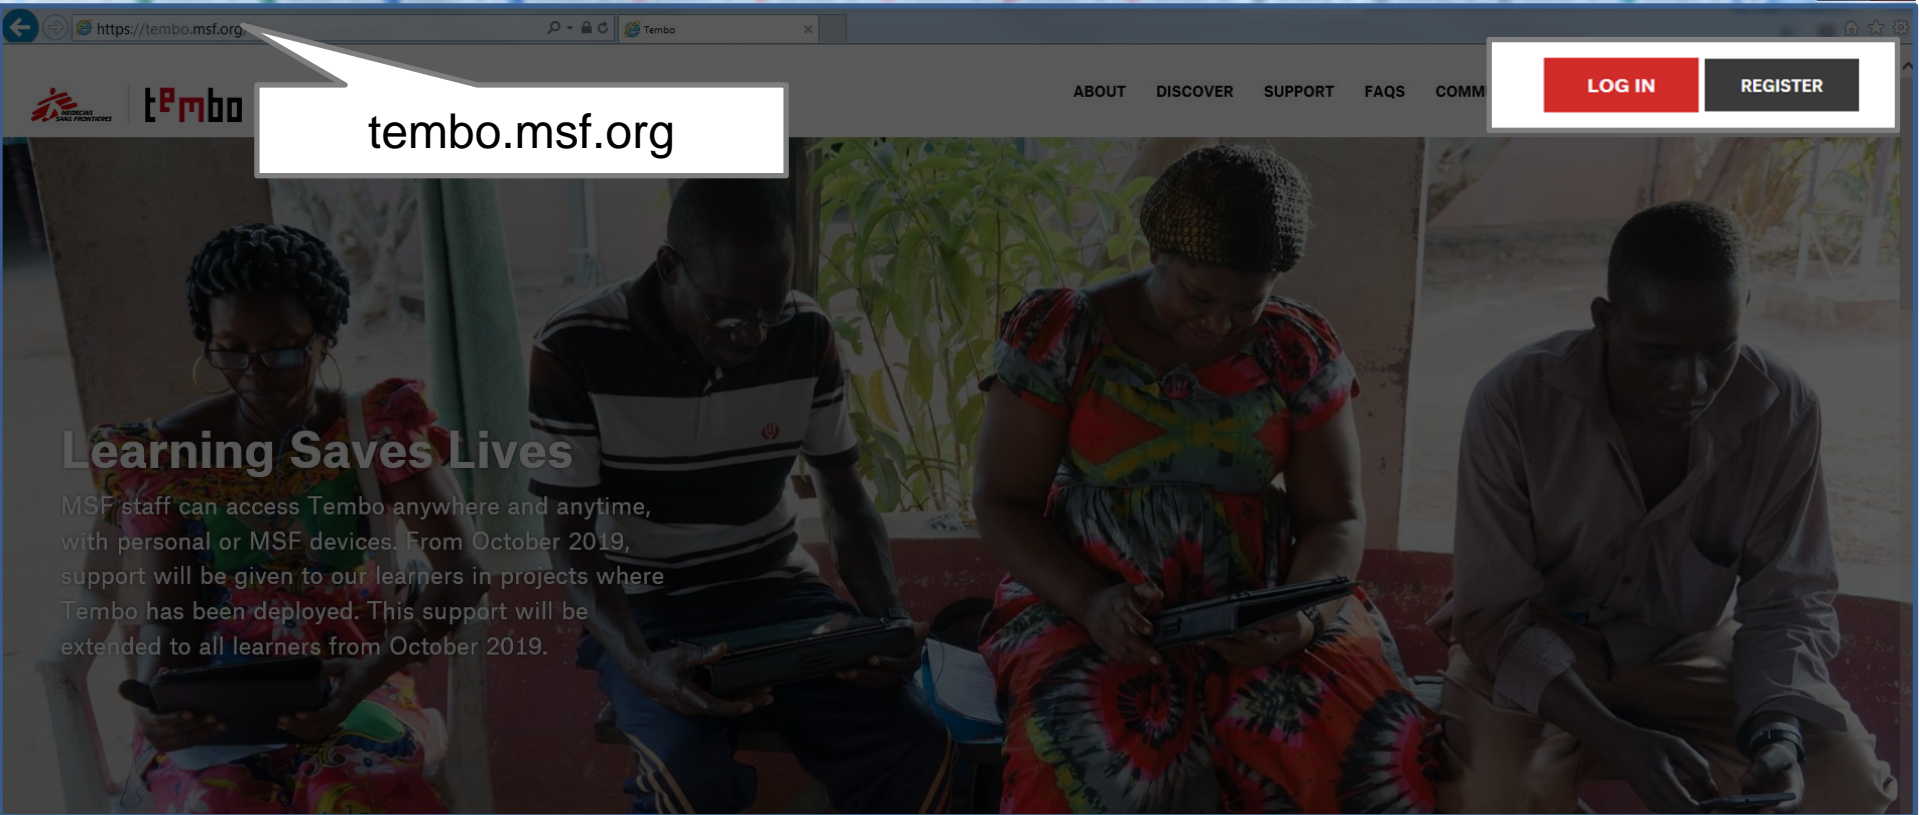 https://tembo.msf.org/
Tembo
MEDECINS
SANS FRONTIERES
tembo
tembo.msf.org
ABOUT DISCOVER SUPPORT FAQS COMM
LOG IN REGISTER
Learning Saves Lives
MSF staff can access Tembo anywhere and anytime,
with personal or MSF devices. From October 2019,
support will be given to our learners in projects where
Tembo has been deployed. This support will be
extended to all learners from October 2019.